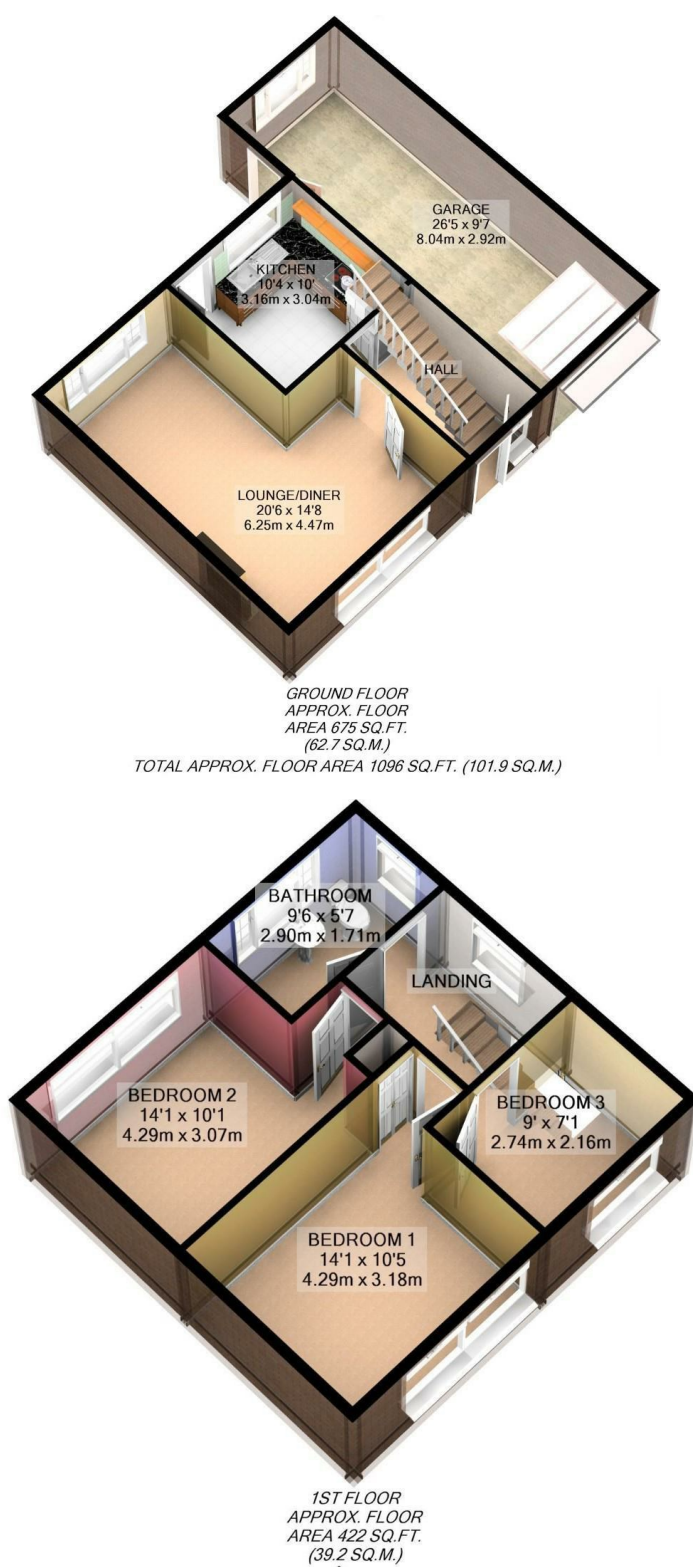 GARAGE
26'5 x 9'7
8.04m x 2.92m
KITCHEN
10'4 x 10'
3.16m x 3.04m
HALL
LOUNGE/DINER
20'6 x 14'8
6.25m x 4.47m
GROUND FLOOR
APPROX. FLOOR
AREA 675 SQ.FT.
(62.7 SQ.M.)
TOTAL APPROX. FLOOR AREA 1096 SQ.FT. (101.9 SQ.M.)
BATHROOM
9'6 x 5'7
2.90m x 1.71m
LANDING
BEDROOM 2
14'1 x 10'1
4.29m x 3.07m
BEDROOM 3
9' x 7'1
2.74m x 2.16m
BEDROOM 1
14'1 x 10'5
4.29m x 3.18m
1ST FLOOR
APPROX. FLOOR
AREA 422 SQ.FT.
(39.2 SQ.M.)